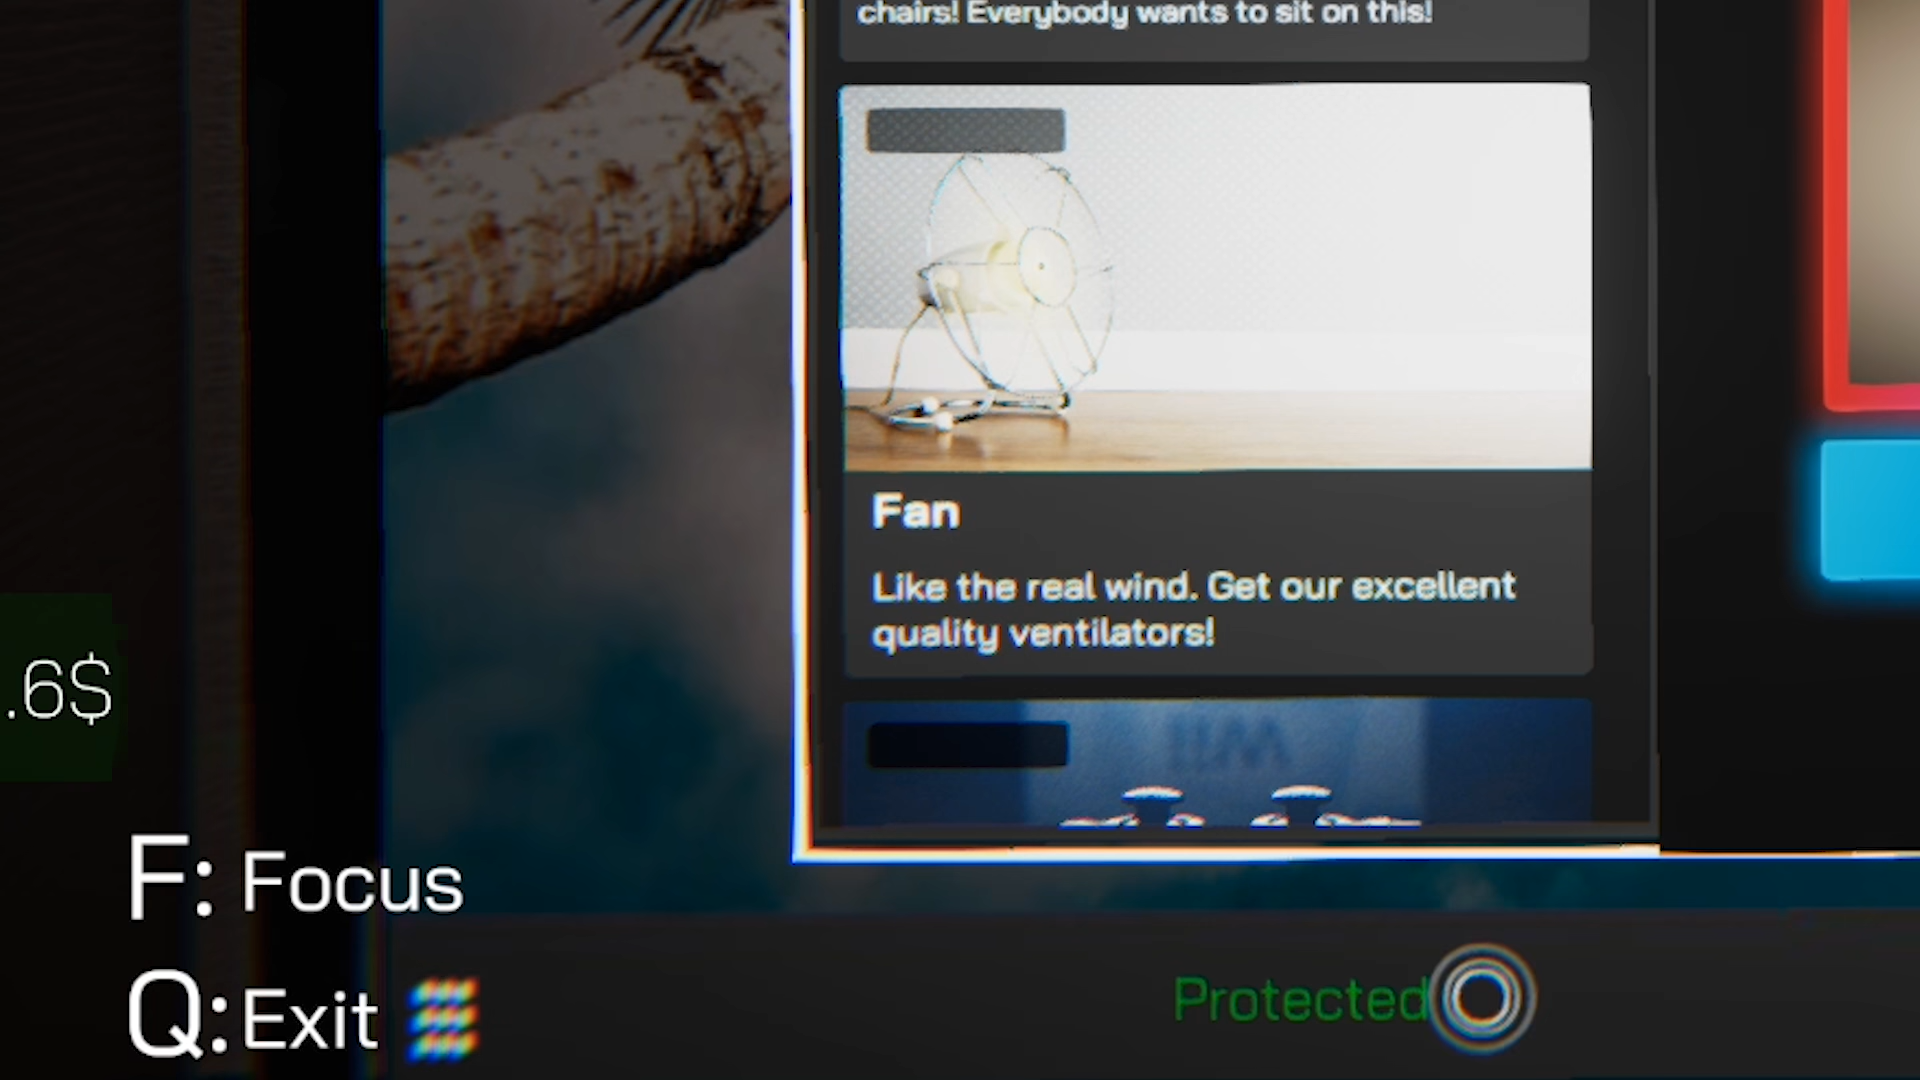 chairs! Everybody wants to sit on this!
Fan
Like the real wind. Get our excellent
quality ventilators!
.6$
F: Focus
Q: Exit
Protected